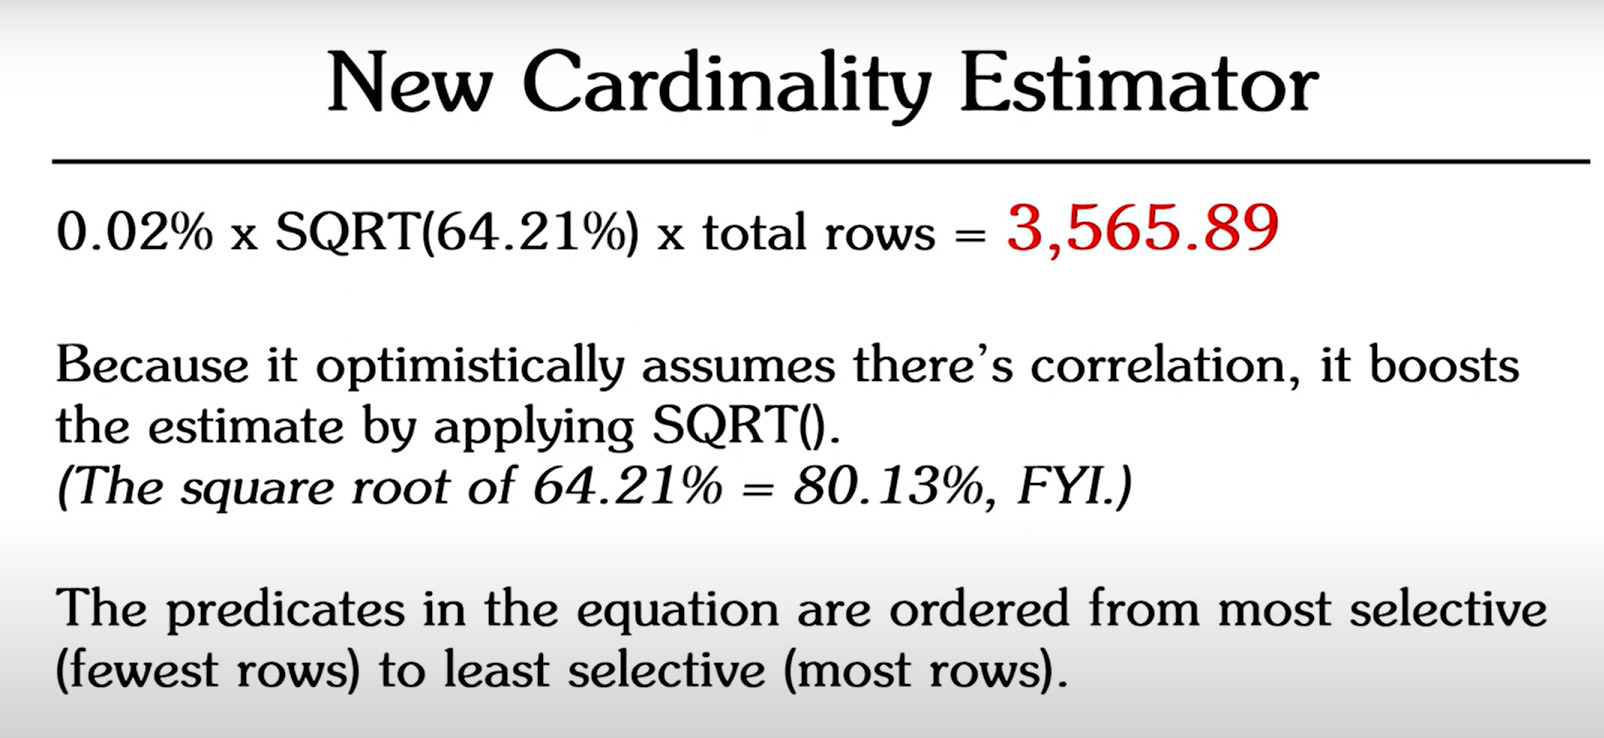 New Cardinality Estimator
0.02% x SQRT(64.21%) x total rows = 3,565.89
Because it optimistically assumes there’s correlation, it boosts
the estimate by applying SQRT().
(The square root of 64.21% = 80.13%, FYI.)
The predicates in the equation are ordered from most selective
(fewest rows) to least selective (most rows).